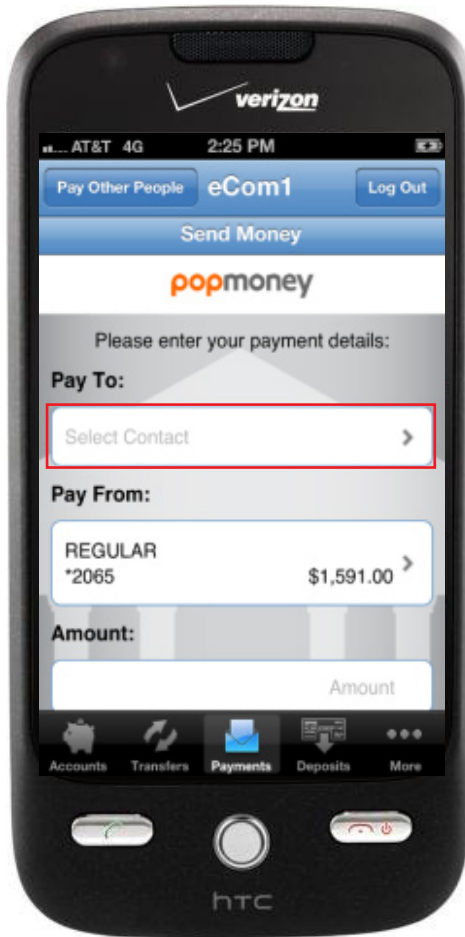 verizon
AT&T 4G 2:25 PM
Pay Other People eCom1 Log Out
Send Money
popmoney
Please enter your payment details:
Pay To:
Select Contact
Pay From:
REGULAR
*2065 $1,591.00
Amount:
Amount
Accounts Transfers Payments Deposits More
hTC